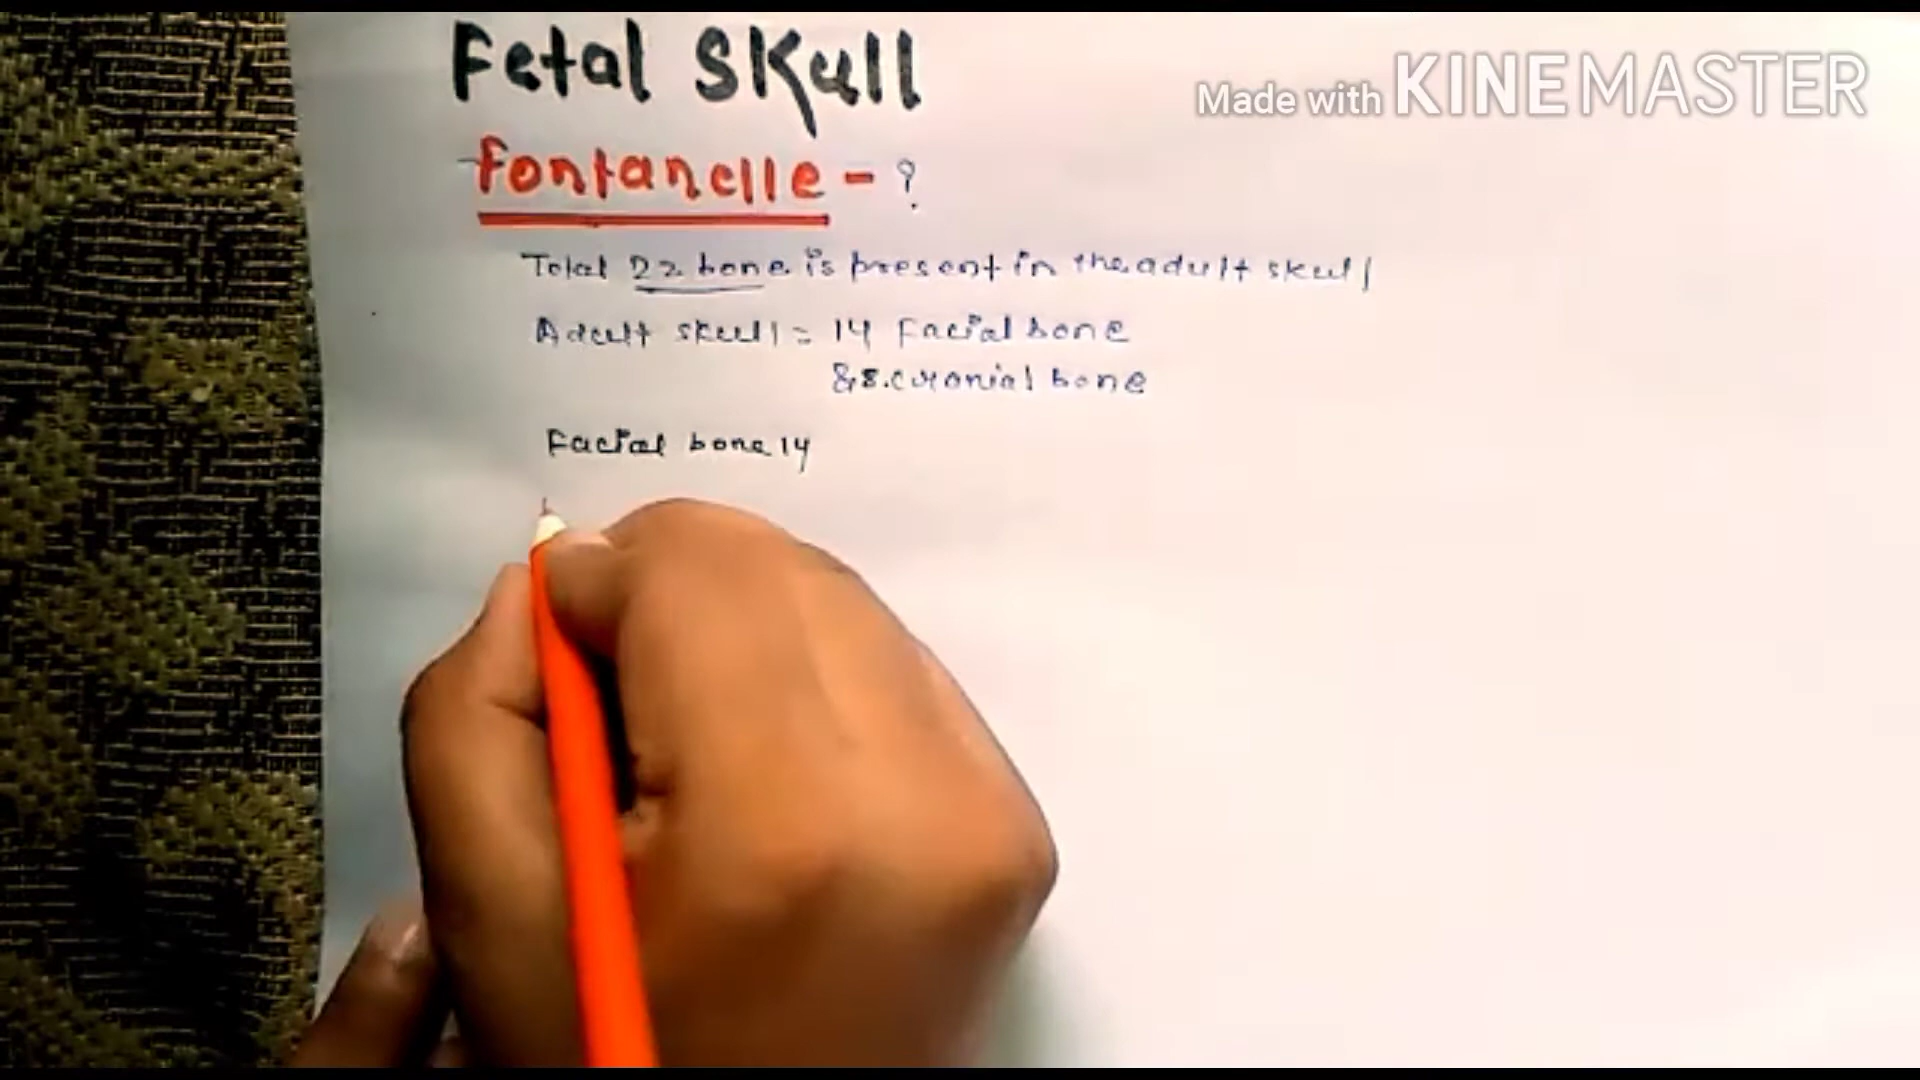 Fetal Skull
Made with KINEMASTER
Fontanelle - ?
Total 22 bone is present in the adult skull
Adult skull = 14 Facial bone
& 8. cranial bone
Facial bone 14